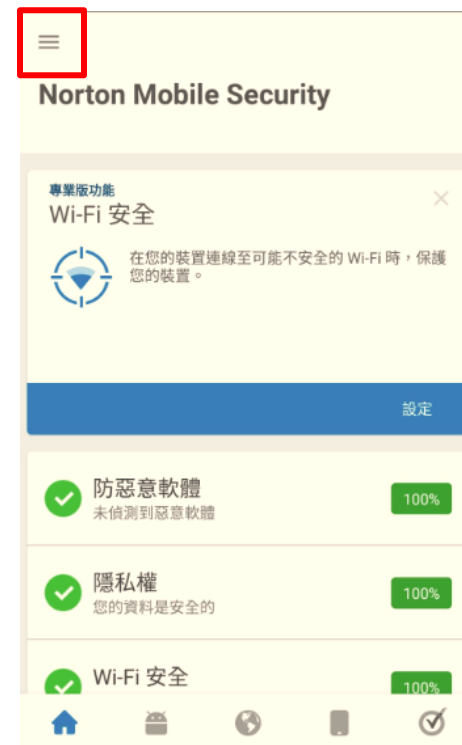 Norton Mobile Security
專業版功能
Wi-Fi 安全
在您的裝置連線至可能不安全的 Wi-Fi 時，保護
您的裝置。
設定
防惡意軟體
100%
未偵測到惡意軟體
隱私權
100%
您的資料是安全的
Wi-Fi 安全
100%